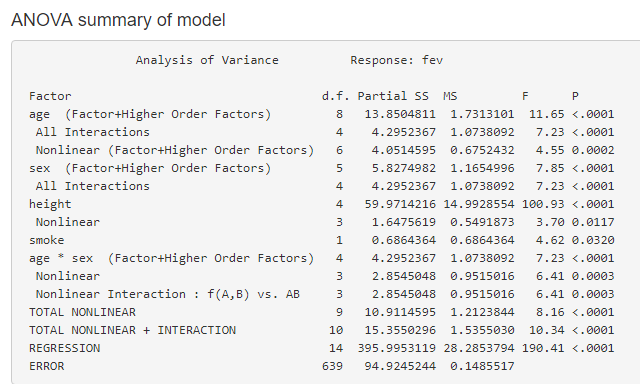 ANOVA summary of model
Analysis of Variance Response: fev
Factor d.f. Partial SS MS F P
age (Factor+Higher Order Factors) 8 13.8504811 1.7313101 11.65 <.0001
All Interactions 4 4.2952367 1.0738092 7.23 <.0001
Nonlinear (Factor+Higher Order Factors) 6 4.0514595 0.6752432 4.55 0.0002
sex (Factor+Higher Order Factors) 5 5.8274982 1.1654996 7.85 <.0001
All Interactions 4 4.2952367 1.0738092 7.23 <.0001
height 4 59.9714216 14.9928554 100.93 <.0001
Nonlinear 3 1.6475619 0.5491873 3.70 0.0117
smoke 1 0.6864364 0.6864364 4.62 0.0320
age * sex (Factor+Higher Order Factors) 4 4.2952367 1.0738092 7.23 <.0001
Nonlinear 3 2.8545048 0.9515016 6.41 0.0003
Nonlinear Interaction : f(A,B) vs. AB 3 2.8545048 0.9515016 6.41 0.0003
TOTAL NONLINEAR 9 10.9114595 1.2123844 8.16 <.0001
TOTAL NONLINEAR + INTERACTION 10 15.3550296 1.5355030 10.34 <.0001
REGRESSION 14 395.9953119 28.2853794 190.41 <.0001
ERROR 639 94.9245244 0.1485517